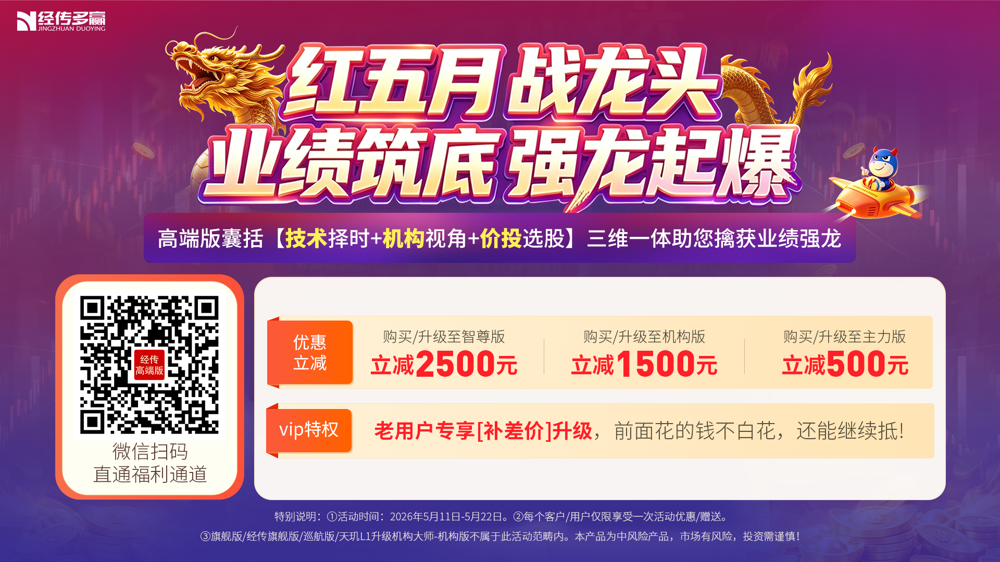 经传多赢
JINGZHUAN DUOYING
红五月 战龙头
业绩筑底 强龙起爆
高端版囊括【技术择时+机构视角+价投选股】三维一体助您擒获业绩强龙
经传
高端版
微信扫码
直通福利通道
优惠
立减
购买/升级至智尊版
立减2500元
购买/升级至机构版
立减1500元
购买/升级至主力版
立减500元
vip特权
老用户专享[补差价]升级，前面花的钱不白花，还能继续抵!
特别说明：①活动时间：2026年5月11日-5月22日。②每个客户/用户仅限享受一次活动优惠/赠送。
③旗舰版/经传旗舰版/巡航版/天玑L1升级机构大师-机构版不属于此活动范畴内。本产品为中风险产品，市场有风险，投资需谨慎！